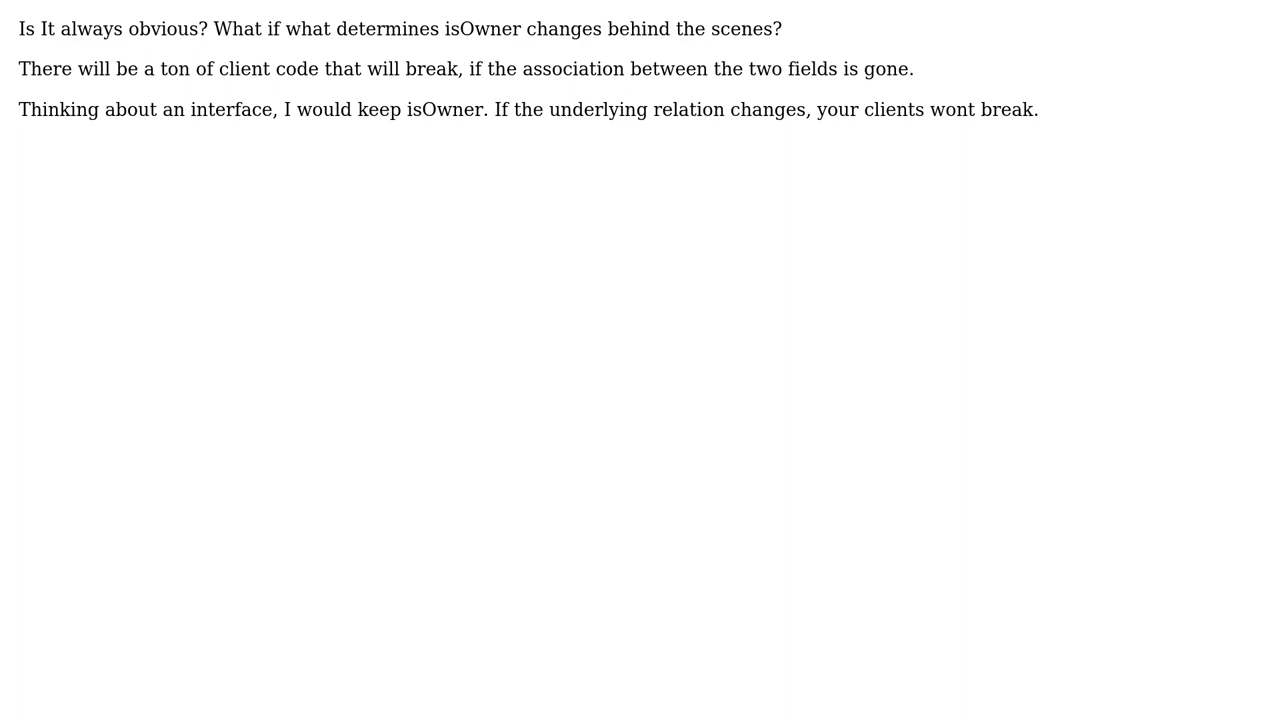 Is It always obvious? What if what determines isOwner changes behind the scenes?
There will be a ton of client code that will break, if the association between the two fields is gone.
Thinking about an interface, I would keep isOwner. If the underlying relation changes, your clients wont break.